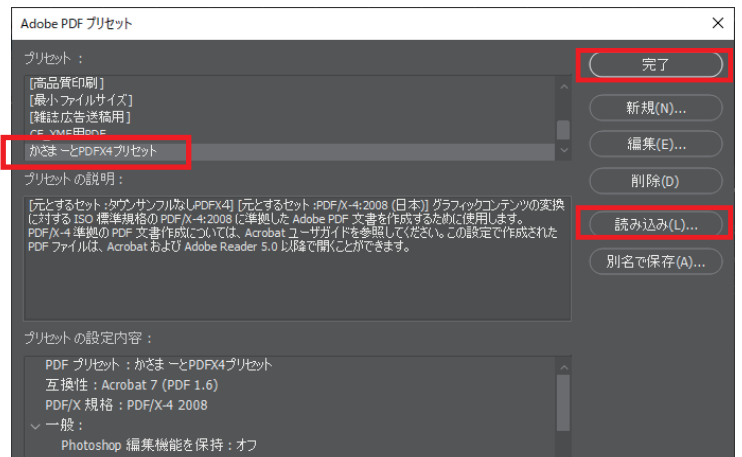 Adobe PDF プリセット
プリセット :
[高品質印刷]
[最小ファイルサイズ]
[雑誌広告送稿用]
かざまーとPDFX4プリセット
プリセットの説明 :
[元とするセット :ダウンサンプルなしPDFX4] [元とするセット :PDF/X-4:2008 (日本)] グラフィックコンテンツの変換
に対する ISO 標準規格の PDF/X-4:2008 に準拠した Adobe PDF 文書を作成するために使用します。
PDF/X-4 準拠の PDF 文書作成については、Acrobat ユーザガイドを参照してください。この設定で作成された
PDF ファイルは、Acrobat および Adobe Reader 5.0 以降で開くことができます。
プリセットの設定内容 :
PDF プリセット : かざまーとPDFX4プリセット
互換性 : Acrobat 7 (PDF 1.6)
PDF/X 規格 : PDF/X-4 2008
一般 :
Photoshop 編集機能を保持 : オフ
完了
新規(N)...
編集(E)...
削除(D)
読み込み(L)...
別名で保存(A)...